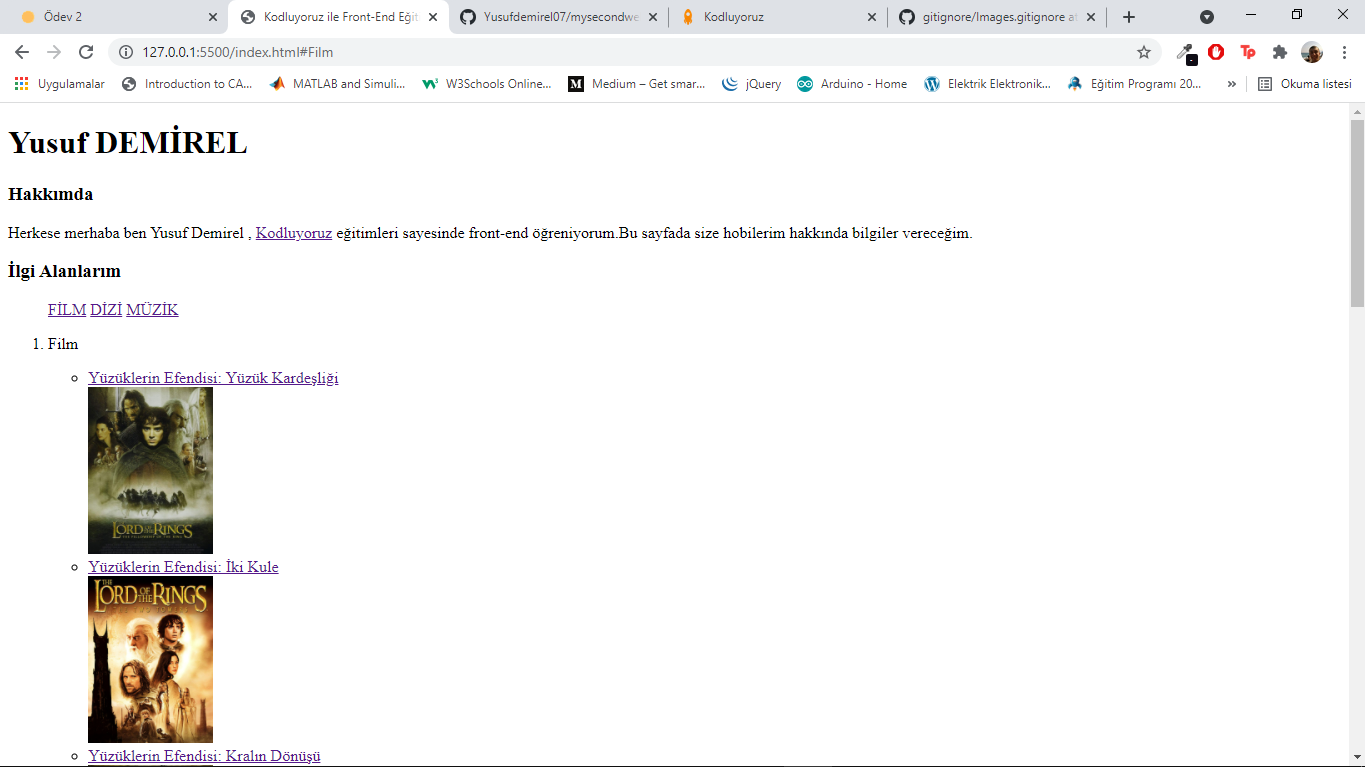 Ödev 2
Kodluyoruz ile Front-End Eğit
Yusufdemirel07/mysecondwe
Kodluyoruz
gitignore/Images.gitignore at
127.0.0.1:5500/index.html#Film
Uygulamalar
Introduction to CA...
MATLAB and Simuli...
W3Schools Online...
Medium – Get smar...
jQuery
Arduino - Home
Elektrik Elektronik...
Eğitim Programı 20...
»
Okuma listesi
Yusuf DEMİREL
Hakkımda
Herkese merhaba ben Yusuf Demirel , Kodluyoruz eğitimleri sayesinde front-end öğreniyorum.Bu sayfada size hobilerim hakkında bilgiler vereceğim.
İlgi Alanlarım
FİLM DİZİ MÜZİK
1. Film
Yüzüklerin Efendisi: Yüzük Kardeşliği
LORD OF THE RINGS
Yüzüklerin Efendisi: İki Kule
THE LORD OF THE RINGS
Yüzüklerin Efendisi: Kralın Dönüşü